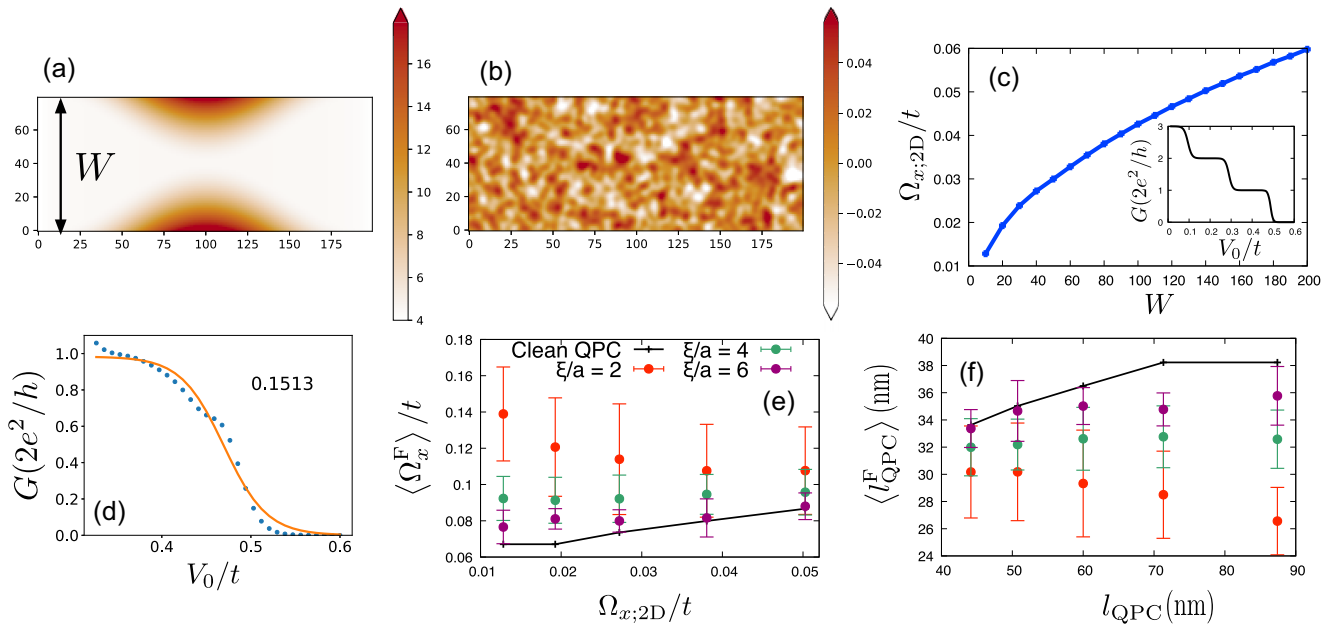 (a)
W
80
60
40
20
0
0 25 50 75 100 125 150 175
16
14
12
10
8
6
4
(b)
80
60
40
20
0
0 25 50 75 100 125 150 175
0.04
0.02
0.00
−0.02
−0.04
(c)
Ω_{x;2D}/t
0.06
0.05
0.04
0.03
0.02
0.01
0 20 40 60 80 100 120 140 160 180 200
W
G(2e²/h)
3
2
1
0
0 0.1 0.2 0.3 0.4 0.5 0.6
V₀/t
(d)
G(2e²/h)
1.0
0.8
0.6
0.4
0.2
0.0
0.1513
0.4 0.5 0.6
V₀/t
(e)
⟨Ω_x^F⟩/t
0.18
0.16
0.14
0.12
0.1
0.08
0.06
Clean QPC ξ/a = 4
ξ/a = 2 ξ/a = 6
0.01 0.02 0.03 0.04 0.05
Ω_{x;2D}/t
(f)
⟨l_{QPC}^F⟩(nm)
40
38
36
34
32
30
28
26
24
40 50 60 70 80 90
l_{QPC}(nm)